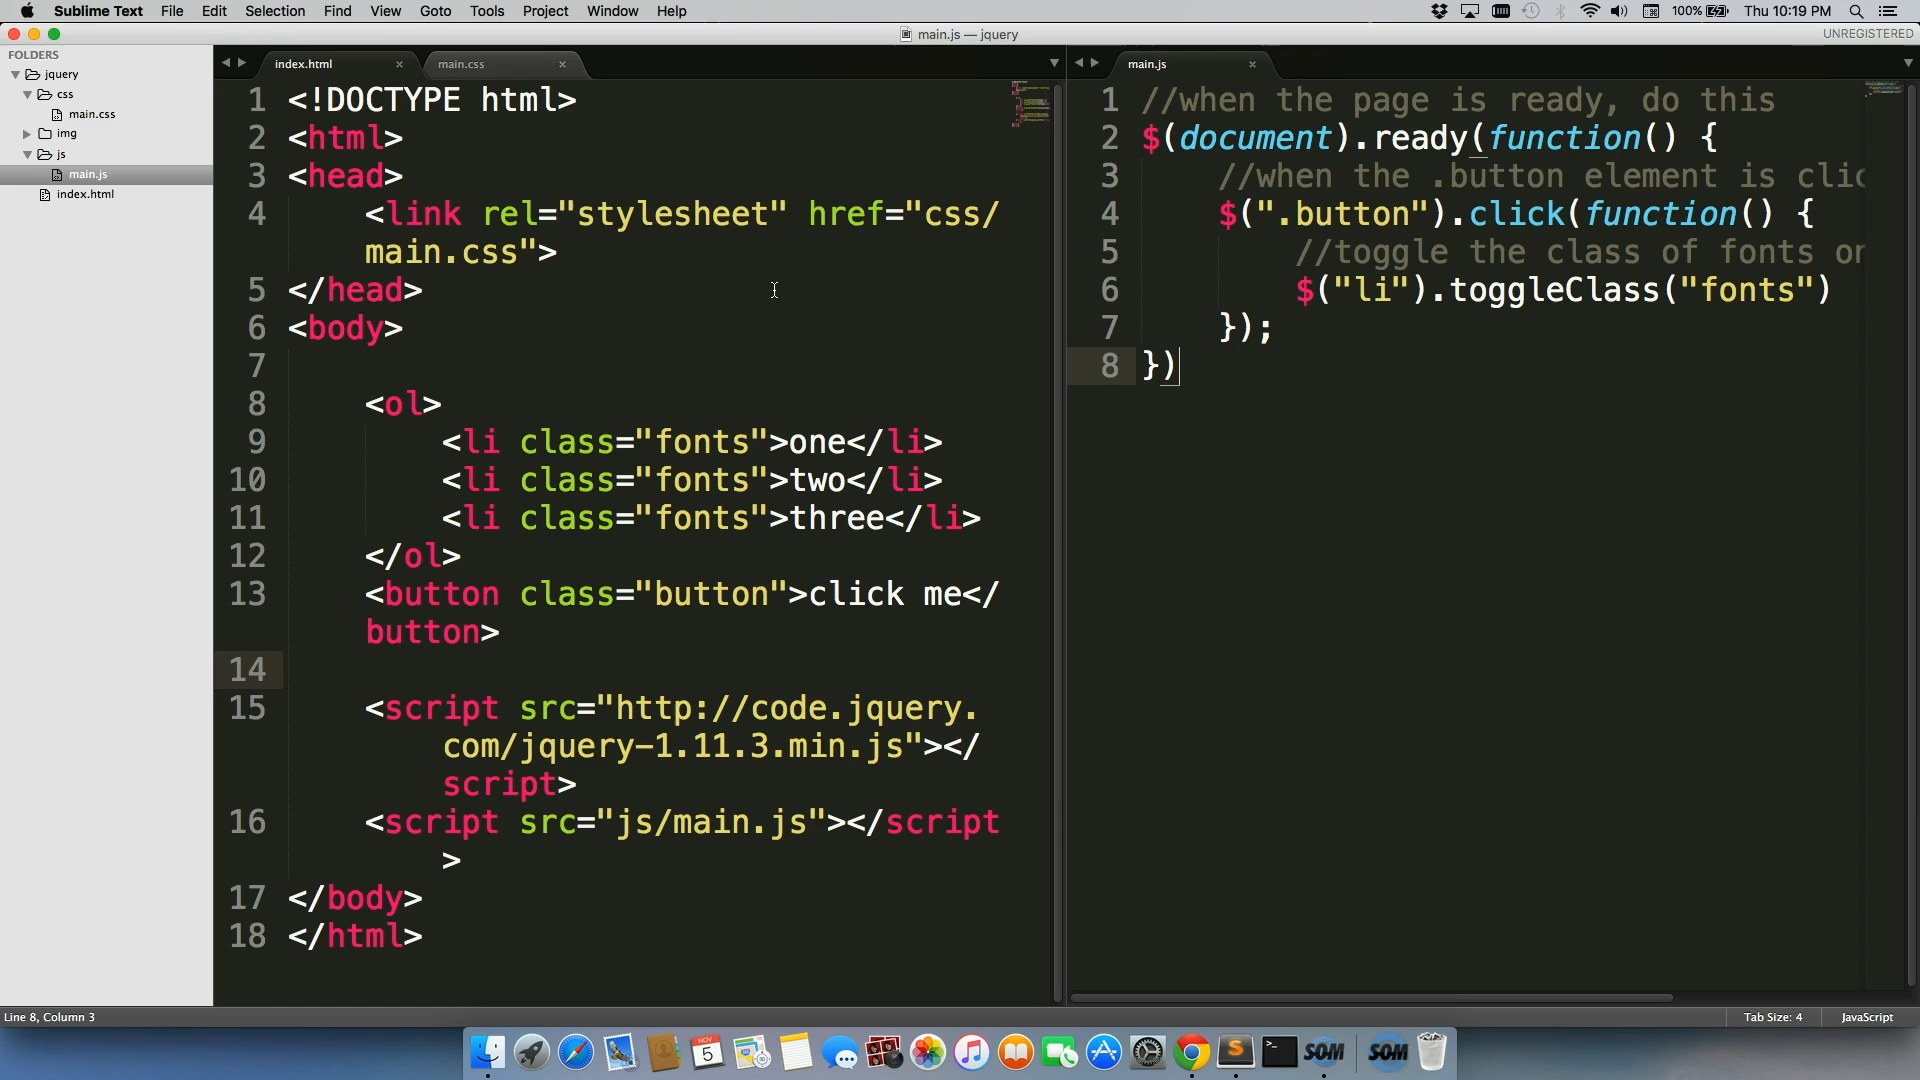 Sublime Text File Edit Selection Find View Goto Tools Project Window Help 100% Thu 10:19 PM
main.js — jquery UNREGISTERED
FOLDERS
jquery
css
main.css
img
js
main.js
index.html
index.html main.css
1 <!DOCTYPE html>
2 <html>
3 <head>
4 <link rel="stylesheet" href="css/
main.css">
5 </head>
6 <body>
7
8 <ol>
9 <li class="fonts">one</li>
10 <li class="fonts">two</li>
11 <li class="fonts">three</li>
12 </ol>
13 <button class="button">click me</
button>
14
15 <script src="http://code.jquery.
com/jquery-1.11.3.min.js"></
script>
16 <script src="js/main.js"></script
>
17 </body>
18 </html>
main.js
1 //when the page is ready, do this
2 $(document).ready(function() {
3 //when the .button element is clic
4 $(".button").click(function() {
5 //toggle the class of fonts on
6 $("li").toggleClass("fonts")
7 });
8 })
Line 8, Column 3 Tab Size: 4 JavaScript
NOV
5
S
SOM
SOM